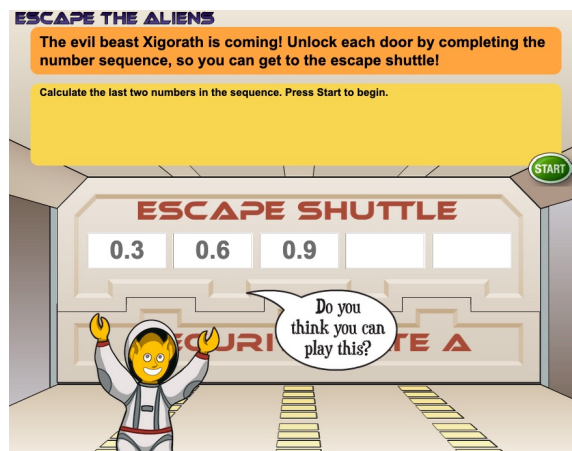 ESCAPE THE ALIENS
The evil beast Xigorath is coming! Unlock each door by completing the
number sequence, so you can get to the escape shuttle!
Calculate the last two numbers in the sequence. Press Start to begin.
START
ESCAPE SHUTTLE
0.3 0.6 0.9
Do you
think you can
play this?
ECURI TE A